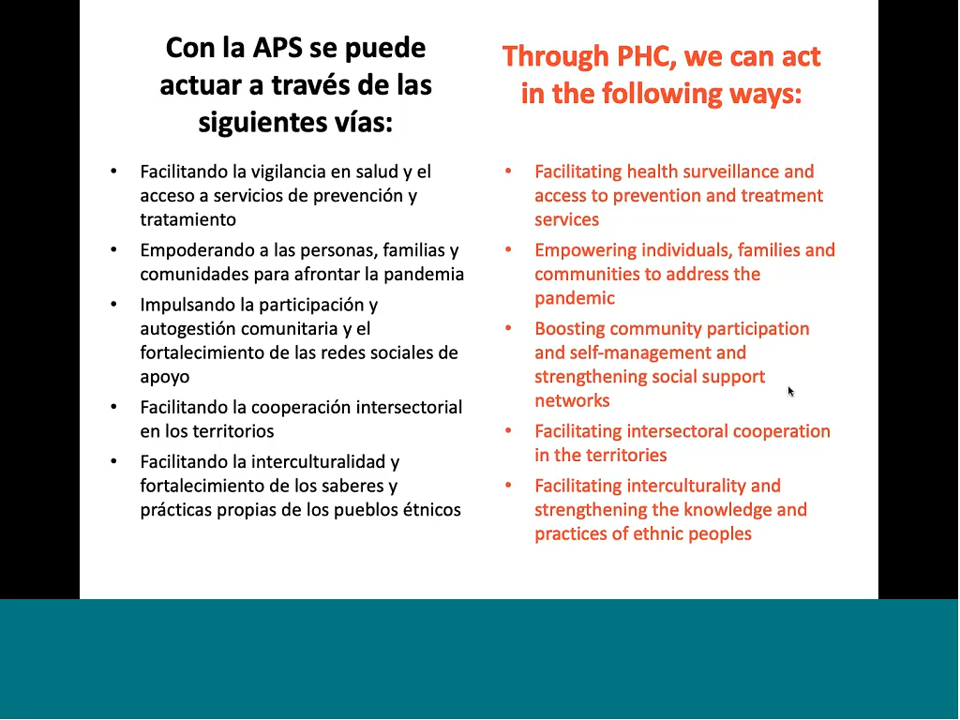 Con la APS se puede
actuar a través de las
siguientes vías:
• Facilitando la vigilancia en salud y el
acceso a servicios de prevención y
tratamiento
• Empoderando a las personas, familias y
comunidades para afrontar la pandemia
• Impulsando la participación y
autogestión comunitaria y el
fortalecimiento de las redes sociales de
apoyo
• Facilitando la cooperación intersectorial
en los territorios
• Facilitando la interculturalidad y
fortalecimiento de los saberes y
prácticas propias de los pueblos étnicos
Through PHC, we can act
in the following ways:
• Facilitating health surveillance and
access to prevention and treatment
services
• Empowering individuals, families and
communities to address the
pandemic
• Boosting community participation
and self-management and
strengthening social support
networks
• Facilitating intersectoral cooperation
in the territories
• Facilitating interculturality and
strengthening the knowledge and
practices of ethnic peoples